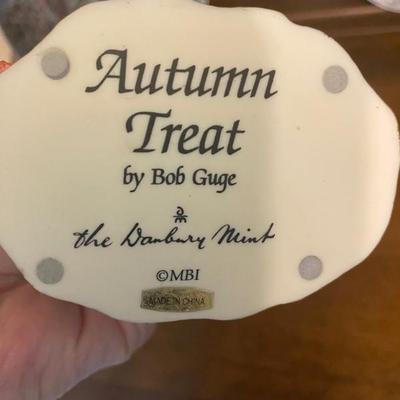 Autumn
Treat
by Bob Guge
the Danbury Mint
©MBI
MADE IN CHINA